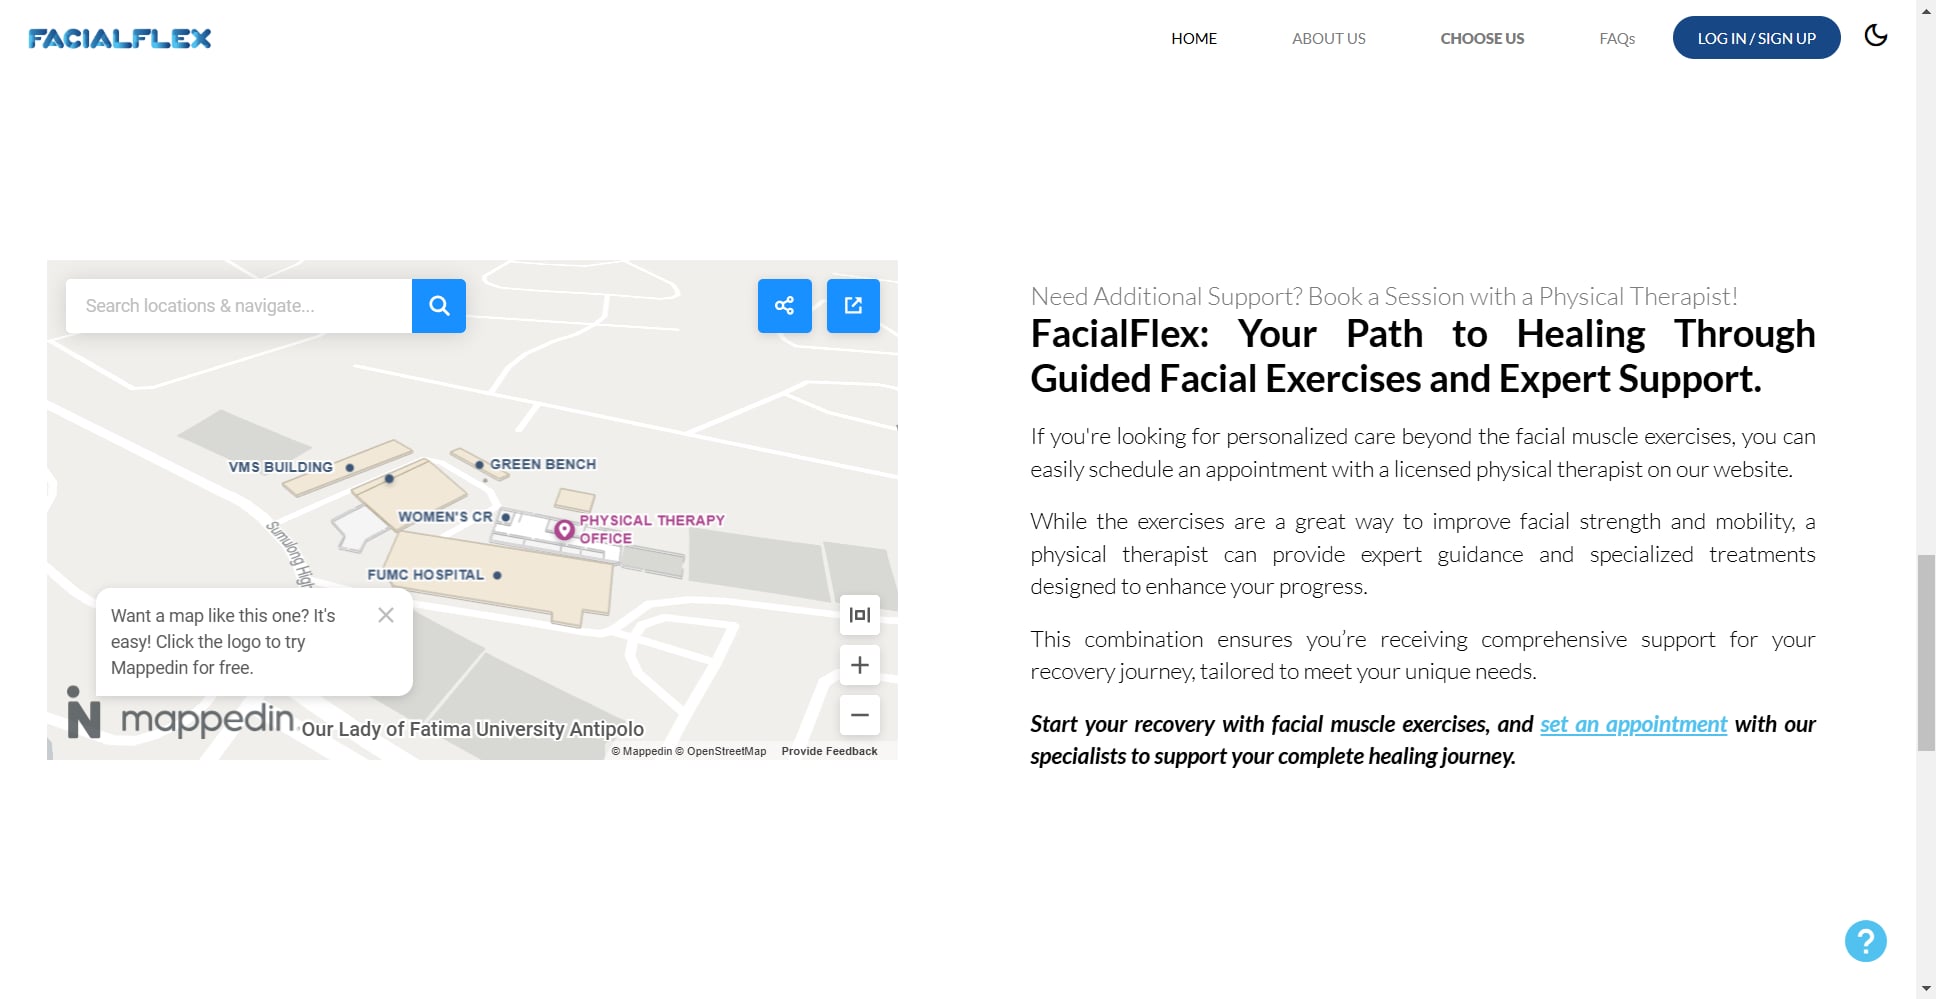 FACIALFLEX
HOME
ABOUT US
CHOOSE US
FAQs
LOG IN / SIGN UP
Search locations & navigate...
VMS BUILDING
GREEN BENCH
WOMEN'S CR
PHYSICAL THERAPY
OFFICE
Sumulong High
FUMC HOSPITAL
Want a map like this one? It's
easy! Click the logo to try
Mappedin for free.
mappedin
Our Lady of Fatima University Antipolo
© Mappedin © OpenStreetMap
Provide Feedback
Need Additional Support? Book a Session with a Physical Therapist!
FacialFlex: Your Path to Healing Through
Guided Facial Exercises and Expert Support.
If you're looking for personalized care beyond the facial muscle exercises, you can
easily schedule an appointment with a licensed physical therapist on our website.
While the exercises are a great way to improve facial strength and mobility, a
physical therapist can provide expert guidance and specialized treatments
designed to enhance your progress.
This combination ensures you’re receiving comprehensive support for your
recovery journey, tailored to meet your unique needs.
Start your recovery with facial muscle exercises, and set an appointment with our
specialists to support your complete healing journey.
?